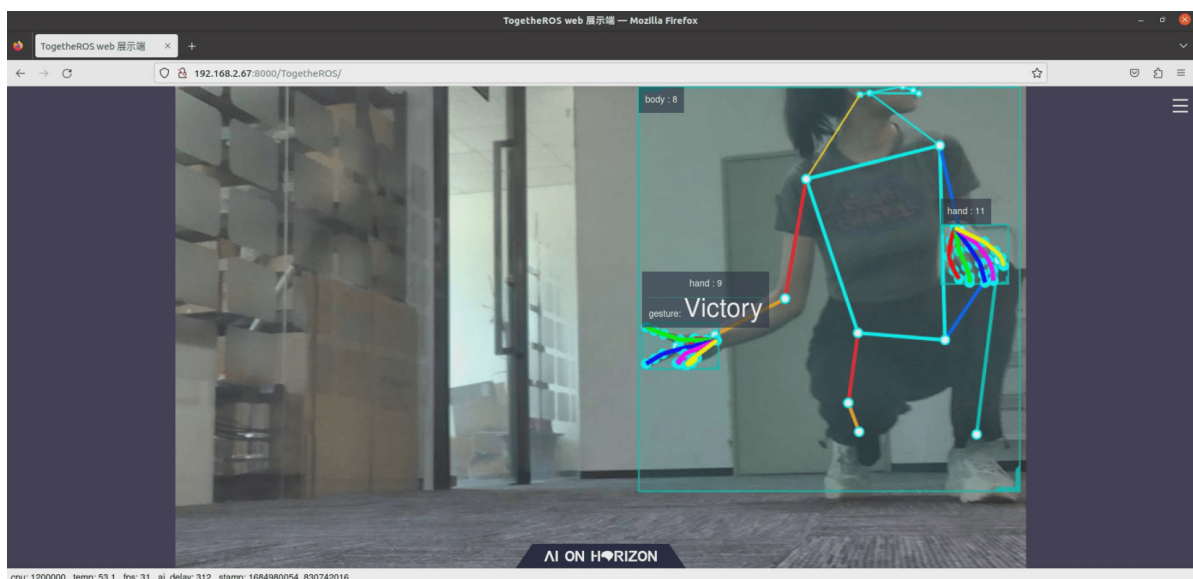 TogetheROS web 展示端 — Mozilla Firefox
TogetheROS web 展示端
192.168.2.67:8000/TogetheROS/
body : 8
hand : 11
hand : 9
gesture: Victory
AI ON HORIZON
cpu: 1200000 temp: 53.1 fps: 31 ai_delay: 312 stamp: 1684980054_830742016